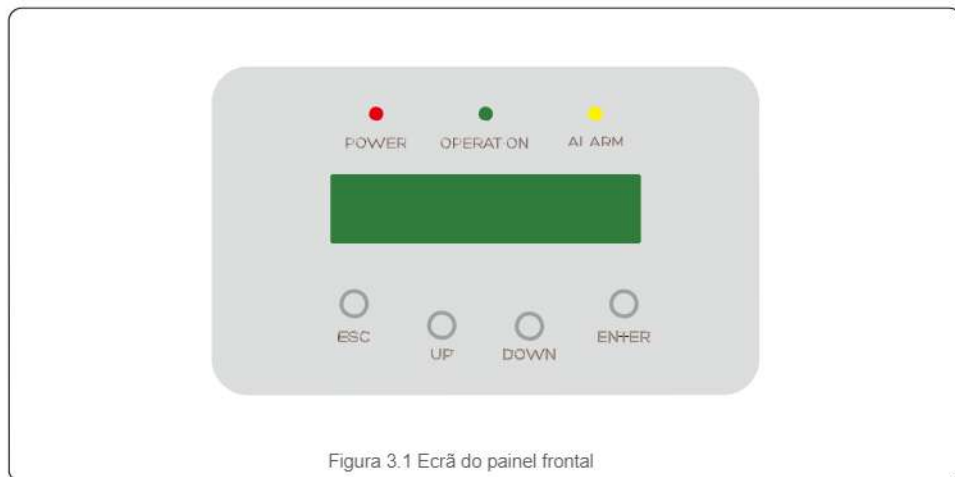 POWER OPERATION ALARM
ESC ENTER
UP DOWN
Figura 3.1 Ecrã do painel frontal